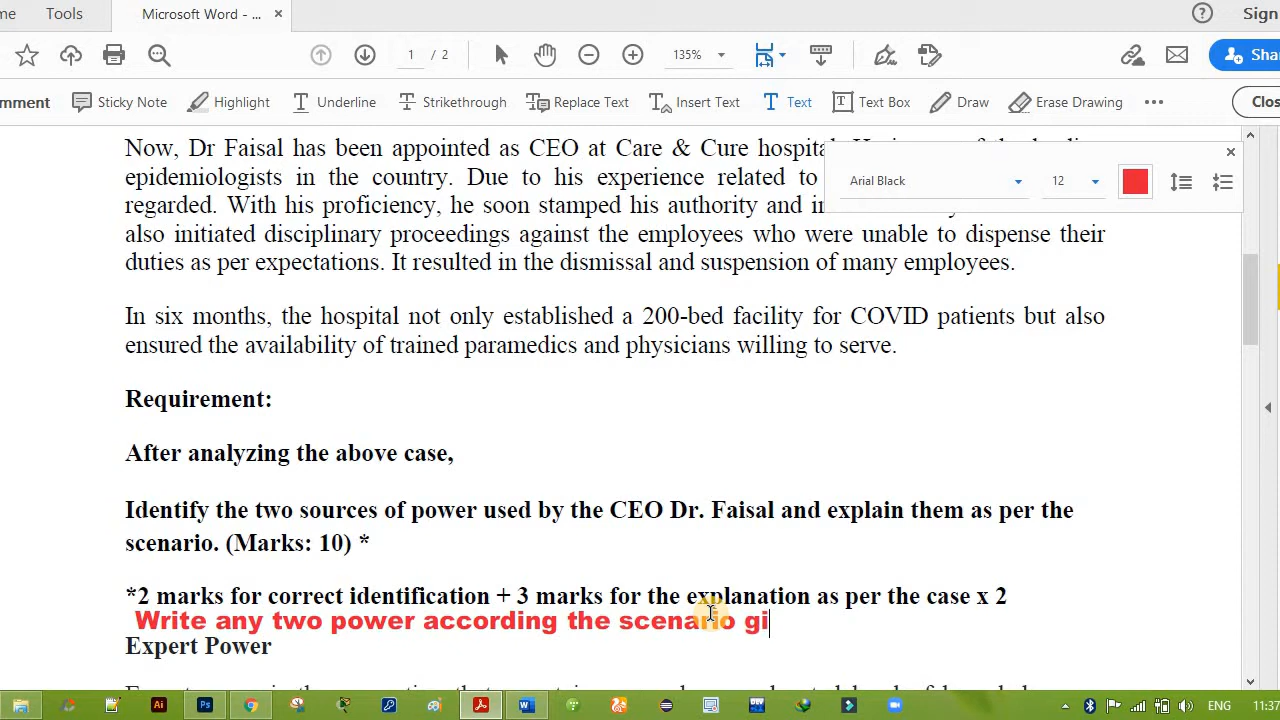 me Tools Microsoft Word - ... × Sign
1 / 2 135% Sha
mment Sticky Note Highlight Underline Strikethrough Replace Text Insert Text Text Text Box Draw Erase Drawing Clos
Now, Dr Faisal has been appointed as CEO at Care & Cure hospital
Arial Black 12
epidemiologists in the country. Due to his experience related to
regarded. With his proficiency, he soon stamped his authority and in
also initiated disciplinary proceedings against the employees who were unable to dispense their
duties as per expectations. It resulted in the dismissal and suspension of many employees.
In six months, the hospital not only established a 200-bed facility for COVID patients but also
ensured the availability of trained paramedics and physicians willing to serve.
Requirement:
After analyzing the above case,
Identify the two sources of power used by the CEO Dr. Faisal and explain them as per the
scenario. (Marks: 10) *
*2 marks for correct identification + 3 marks for the explanation as per the case x 2
Write any two power according the scenario gi
Expert Power
ENG 11:37